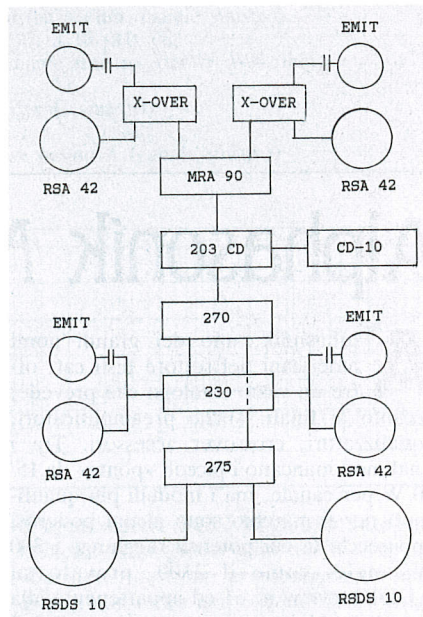 EMIT
EMIT
X-OVER
X-OVER
RSA 42
RSA 42
MRA 90
203 CD
CD-10
270
EMIT
EMIT
230
RSA 42
RSA 42
275
RSDS 10
RSDS 10